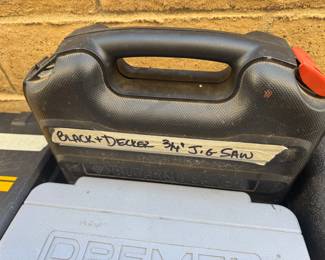 BLACK+DECKER 3/4" JIG SAW
DREMEL